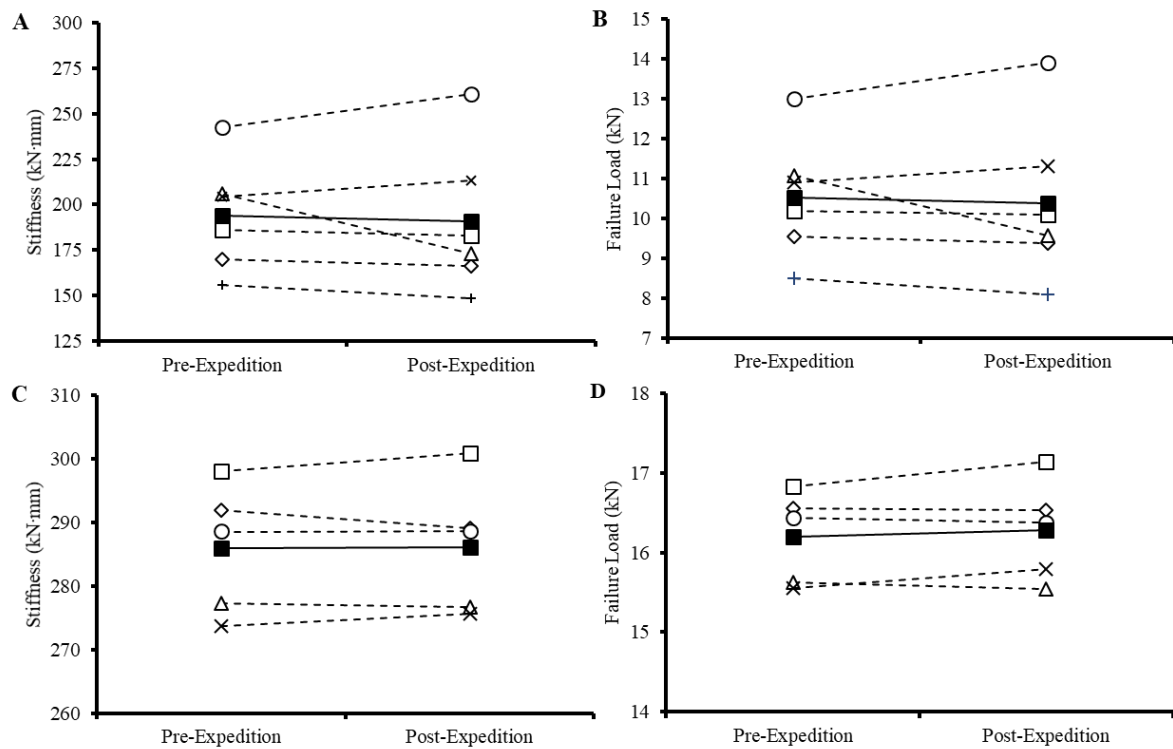 A
Stiffness (kN·mm)
300
275
250
225
200
175
150
125
Pre-Expedition
Post-Expedition
B
Failure Load (kN)
15
14
13
12
11
10
9
8
7
Pre-Expedition
Post-Expedition
C
Stiffness (kN·mm)
310
300
290
280
270
260
Pre-Expedition
Post-Expedition
D
Failure Load (kN)
18
17
16
15
14
Pre-Expedition
Post-Expedition